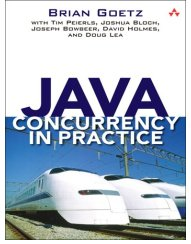 BRIAN GOETZ
WITH TIM PEIERLS, JOSHUA BLOCH,
JOSEPH BOWBEER, DAVID HOLMES,
AND DOUG LEA
JAVA
CONCURRENCY
IN PRACTICE